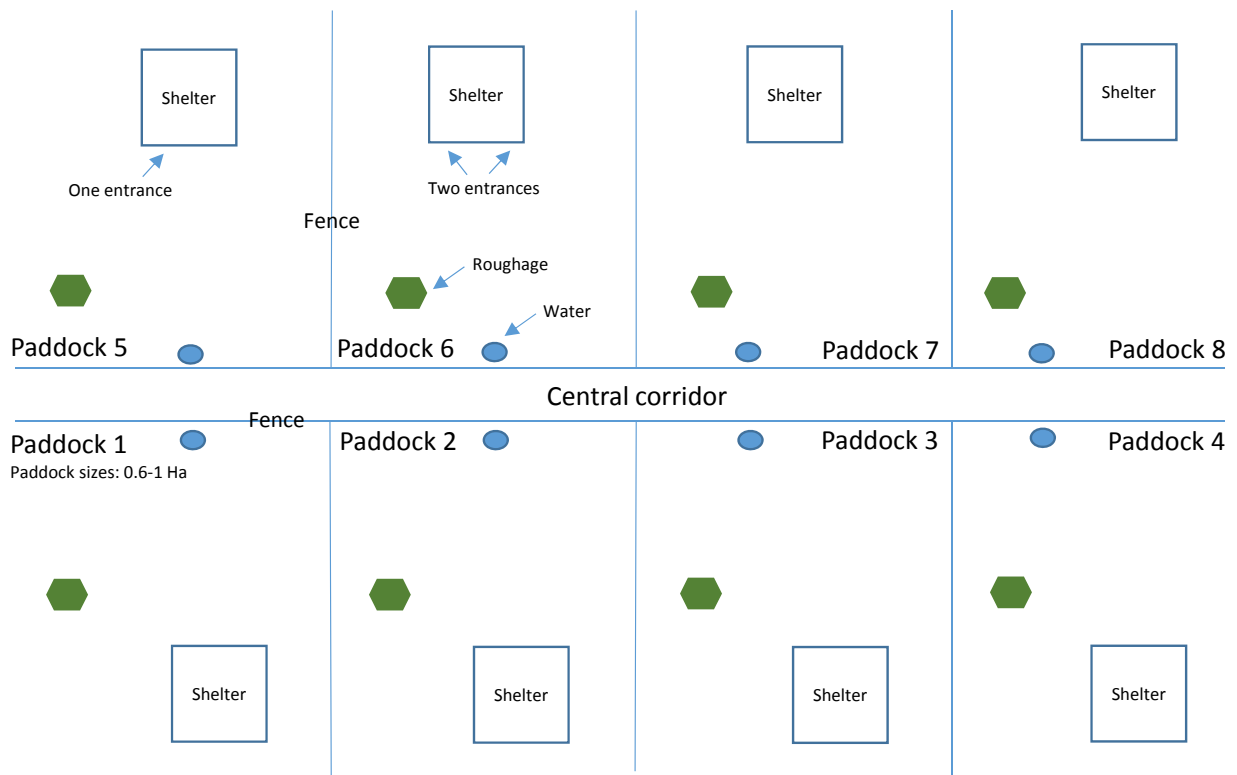 Shelter
Shelter
Shelter
Shelter
One entrance
Two entrances
Fence
Roughage
Water
Paddock 5
Paddock 6
Paddock 7
Paddock 8
Central corridor
Fence
Paddock 1
Paddock 2
Paddock 3
Paddock 4
Paddock sizes: 0.6-1 Ha
Shelter
Shelter
Shelter
Shelter